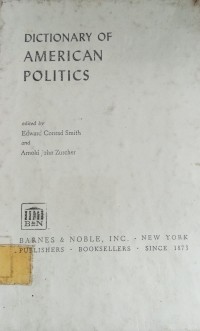 DICTIONARY OF
AMERICAN
POLITICS
edited by
Edward Conrad Smith
and
Arnold John Zurcher
B&N
BARNES & NOBLE, INC. · NEW YORK
PUBLISHERS · BOOKSELLERS · SINCE 1873